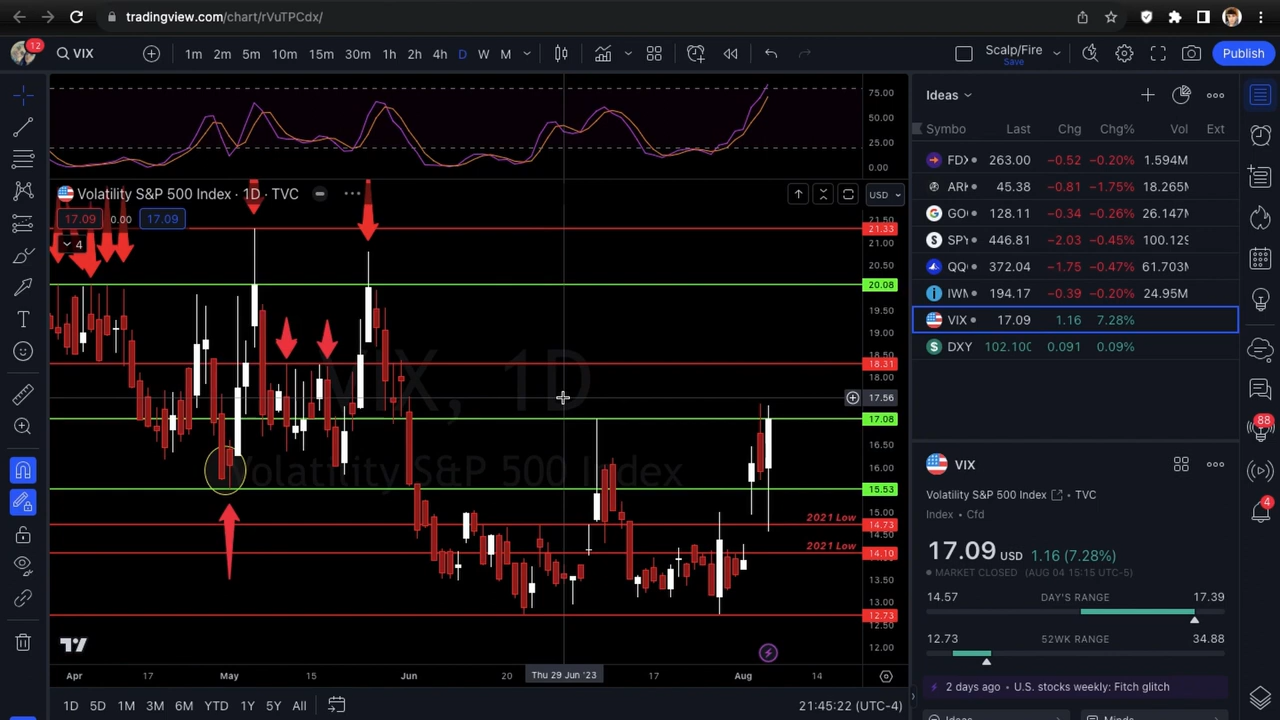 tradingview.com/chart/rVuTPCdx/
12
VIX
1m 2m 5m 10m 15m 30m 1h 2h 4h D W M
Scalp/Fire
Save
Publish
75.00
50.00
25.00
0.00
Volatility S&P 500 Index · 1D · TVC
USD
17.09 0.00 17.09
4
21.50
21.33
21.00
20.50
20.08
19.50
19.00
18.50
18.31
18.00
17.56
17.08
16.50
16.00
15.53
15.00
2021 Low 14.73
14.50
2021 Low 14.10
13.50
13.00
12.73
12.50
12.00
VIX, 1D
Volatility S&P 500 Index
Apr 17 May 15 Jun 20 Thu 29 Jun '23 17 Aug 14
1D 5D 1M 3M 6M YTD 1Y 5Y All
21:45:22 (UTC-4)
Ideas
Symbo Last Chg Chg% Vol Ext
FDX 263.00 −0.52 −0.20% 1.594M
ARK 45.38 −0.81 −1.75% 18.265M
GO 128.11 −0.34 −0.26% 26.147M
SPY 446.81 −2.03 −0.45% 100.129
QQ 372.04 −1.75 −0.47% 61.703M
IWM 194.17 −0.39 −0.20% 24.95M
VIX 17.09 1.16 7.28%
DXY 102.10 0.091 0.09%
VIX
Volatility S&P 500 Index • TVC
Index • Cfd
17.09 USD 1.16 (7.28%)
MARKET CLOSED (AUG 04 15:15 UTC-5)
14.57 DAY'S RANGE 17.39
12.73 52WK RANGE 34.88
2 days ago • U.S. stocks weekly: Fitch glitch
88
4